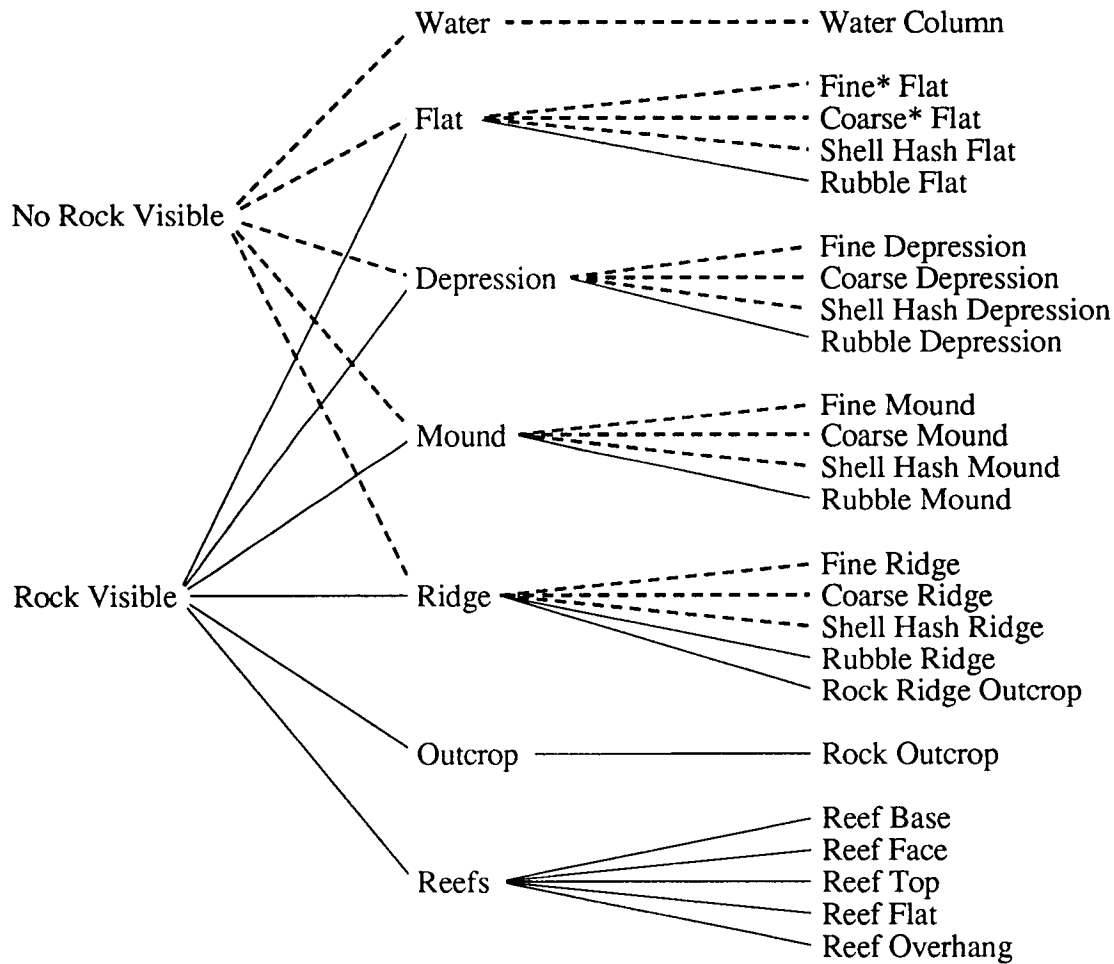 Water
Water Column
Fine* Flat
Flat
Coarse* Flat
Shell Hash Flat
Rubble Flat
No Rock Visible
Fine Depression
Depression
Coarse Depression
Shell Hash Depression
Rubble Depression
Fine Mound
Mound
Coarse Mound
Shell Hash Mound
Rubble Mound
Fine Ridge
Rock Visible
Ridge
Coarse Ridge
Shell Hash Ridge
Rubble Ridge
Rock Ridge Outcrop
Outcrop
Rock Outcrop
Reef Base
Reef Face
Reefs
Reef Top
Reef Flat
Reef Overhang